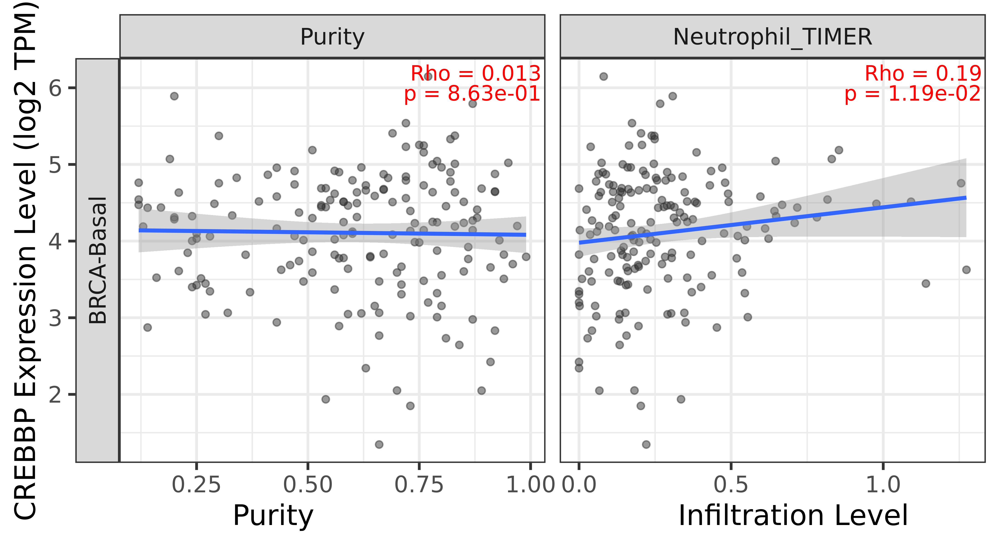 Purity
Neutrophil_TIMER
CREBBP Expression Level (log2 TPM)
BRCA-Basal
Rho = 0.013
p = 8.63e-01
Rho = 0.19
p = 1.19e-02
6
5
4
3
2
0.25 0.50 0.75 1.00
0.0 0.5 1.0
Purity
Infiltration Level